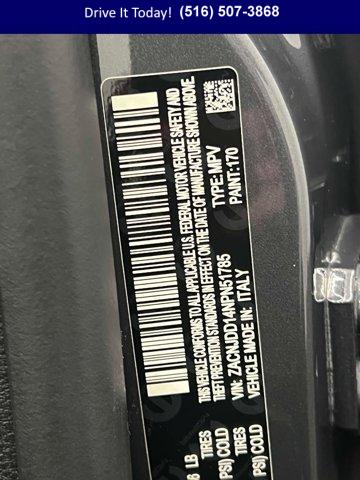 Drive It Today! (516) 507-3868
THIS VEHICLE CONFORMS TO ALL APPLICABLE U.S. FEDERAL MOTOR VEHICLE SAFETY AND
THEFT PREVENTION STANDARDS IN EFFECT ON THE DATE OF MANUFACTURE SHOWN ABOVE.
VIN: ZACNJDD14NPN51785 TYPE: MPV
VEHICLE MADE IN: ITALY PAINT: 170
LB
TIRES
PSI) COLD
TIRES
PSI) COLD